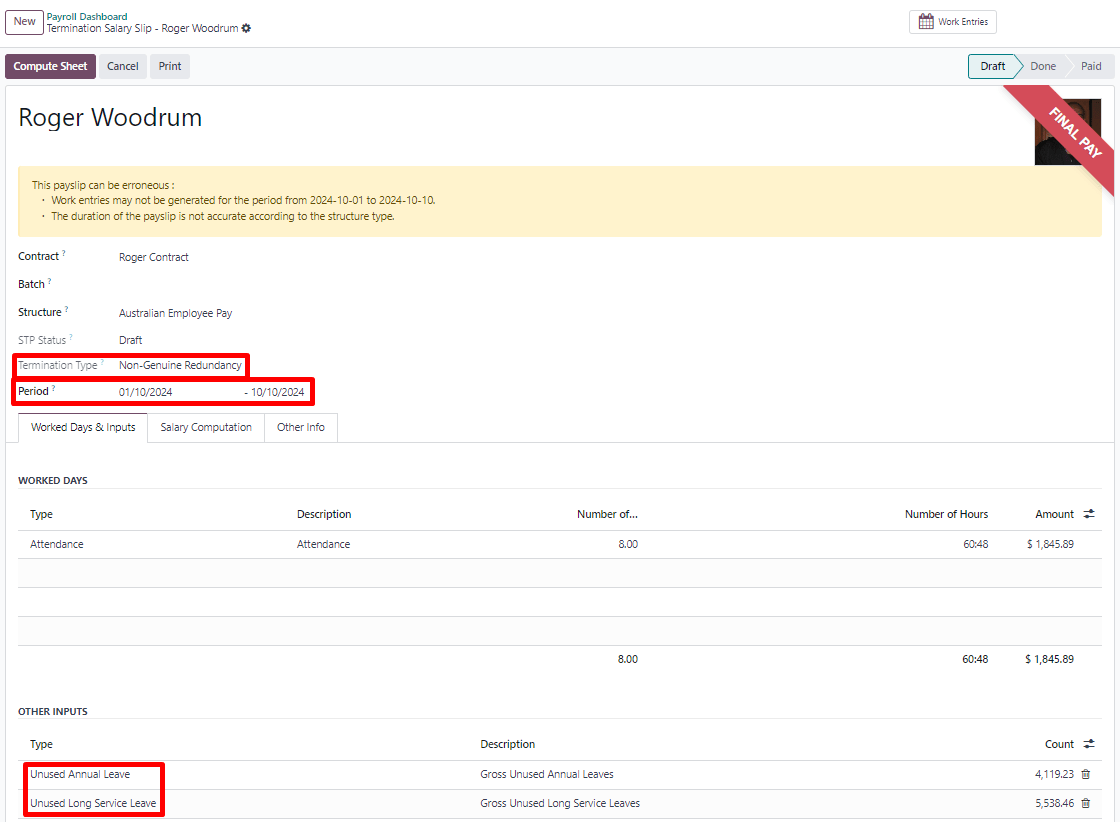 New
Payroll Dashboard
Termination Salary Slip - Roger Woodrum
Work Entries
Compute Sheet Cancel Print Draft Done Paid
Roger Woodrum
FINAL PAY
This payslip can be erroneous :
· Work entries may not be generated for the period from 2024-10-01 to 2024-10-10.
· The duration of the payslip is not accurate according to the structure type.
Contract ? Roger Contract
Batch ?
Structure ? Australian Employee Pay
STP Status ? Draft
Termination Type ? Non-Genuine Redundancy
Period ? 01/10/2024 - 10/10/2024
Worked Days & Inputs Salary Computation Other Info
WORKED DAYS
Type Description Number of... Number of Hours Amount
Attendance Attendance 8.00 60:48 $ 1,845.89
8.00 60:48 $ 1,845.89
OTHER INPUTS
Type Description Count
Unused Annual Leave Gross Unused Annual Leaves 4,119.23
Unused Long Service Leave Gross Unused Long Service Leaves 5,538.46